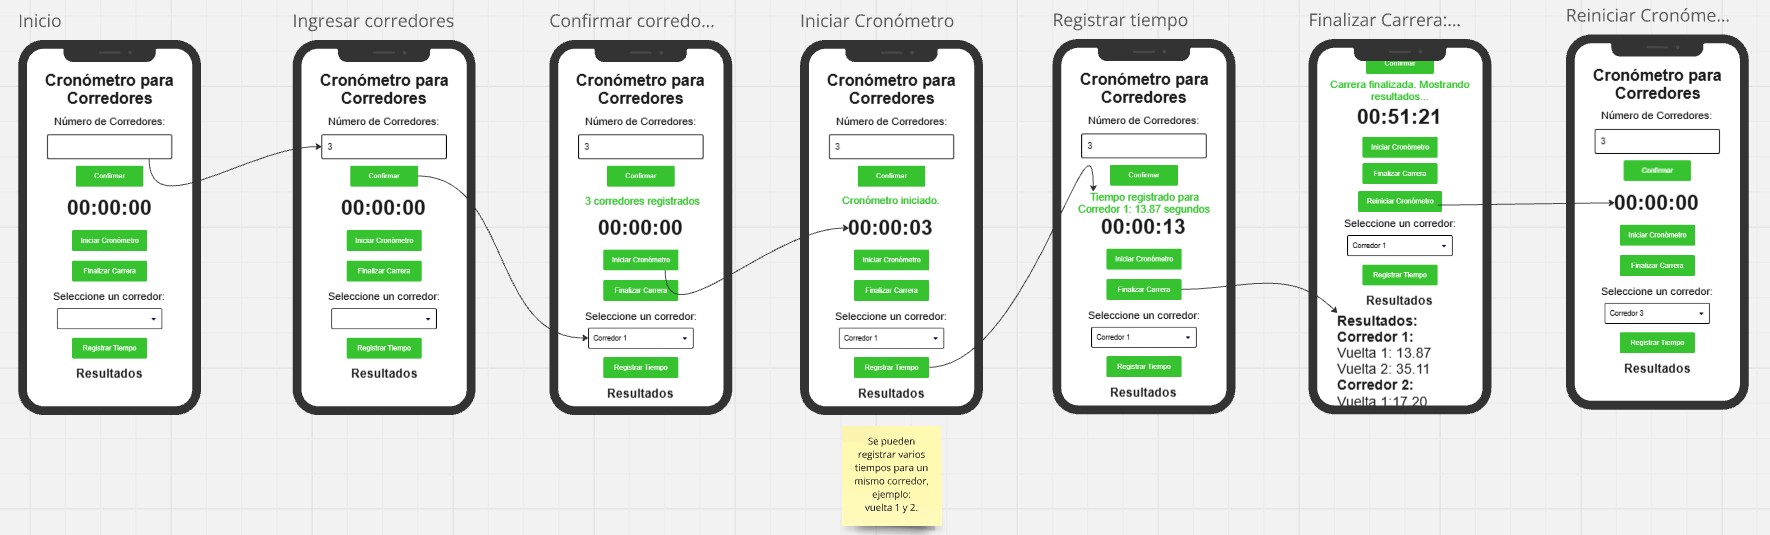 Inicio
Cronómetro para
Corredores
Número de Corredores:
Confirmar
00:00:00
Iniciar Cronómetro
Finalizar Carrera
Seleccione un corredor:
Registrar Tiempo
Resultados
Ingresar corredores
Cronómetro para
Corredores
Número de Corredores:
3
Confirmar
00:00:00
Iniciar Cronómetro
Finalizar Carrera
Seleccione un corredor:
Registrar Tiempo
Resultados
Confirmar corredo...
Cronómetro para
Corredores
Número de Corredores:
3
Confirmar
3 corredores registrados
00:00:00
Iniciar Cronómetro
Finalizar Carrera
Seleccione un corredor:
Corredor 1
Registrar Tiempo
Resultados
Iniciar Cronómetro
Cronómetro para
Corredores
Número de Corredores:
3
Confirmar
Cronómetro iniciado.
00:00:03
Iniciar Cronómetro
Finalizar Carrera
Seleccione un corredor:
Corredor 1
Registrar Tiempo
Resultados
Se pueden
registrar varios
tiempos para un
mismo corredor,
ejemplo:
vuelta 1 y 2.
Registrar tiempo
Cronómetro para
Corredores
Número de Corredores:
3
Confirmar
Tiempo registrado para
Corredor 1: 13.87 segundos
00:00:13
Iniciar Cronómetro
Finalizar Carrera
Seleccione un corredor:
Corredor 1
Registrar Tiempo
Resultados
Finalizar Carrera:...
Confirmar
Carrera finalizada. Mostrando
resultados...
00:51:21
Iniciar Cronómetro
Finalizar Carrera
Reiniciar Cronómetro
Seleccione un corredor:
Corredor 1
Registrar Tiempo
Resultados
Resultados:
Corredor 1:
Vuelta 1: 13.87
Vuelta 2: 35.11
Corredor 2:
Vuelta 1:17.20
Reiniciar Cronóme...
Cronómetro para
Corredores
Número de Corredores:
3
Confirmar
00:00:00
Iniciar Cronómetro
Finalizar Carrera
Seleccione un corredor:
Corredor 3
Registrar Tiempo
Resultados